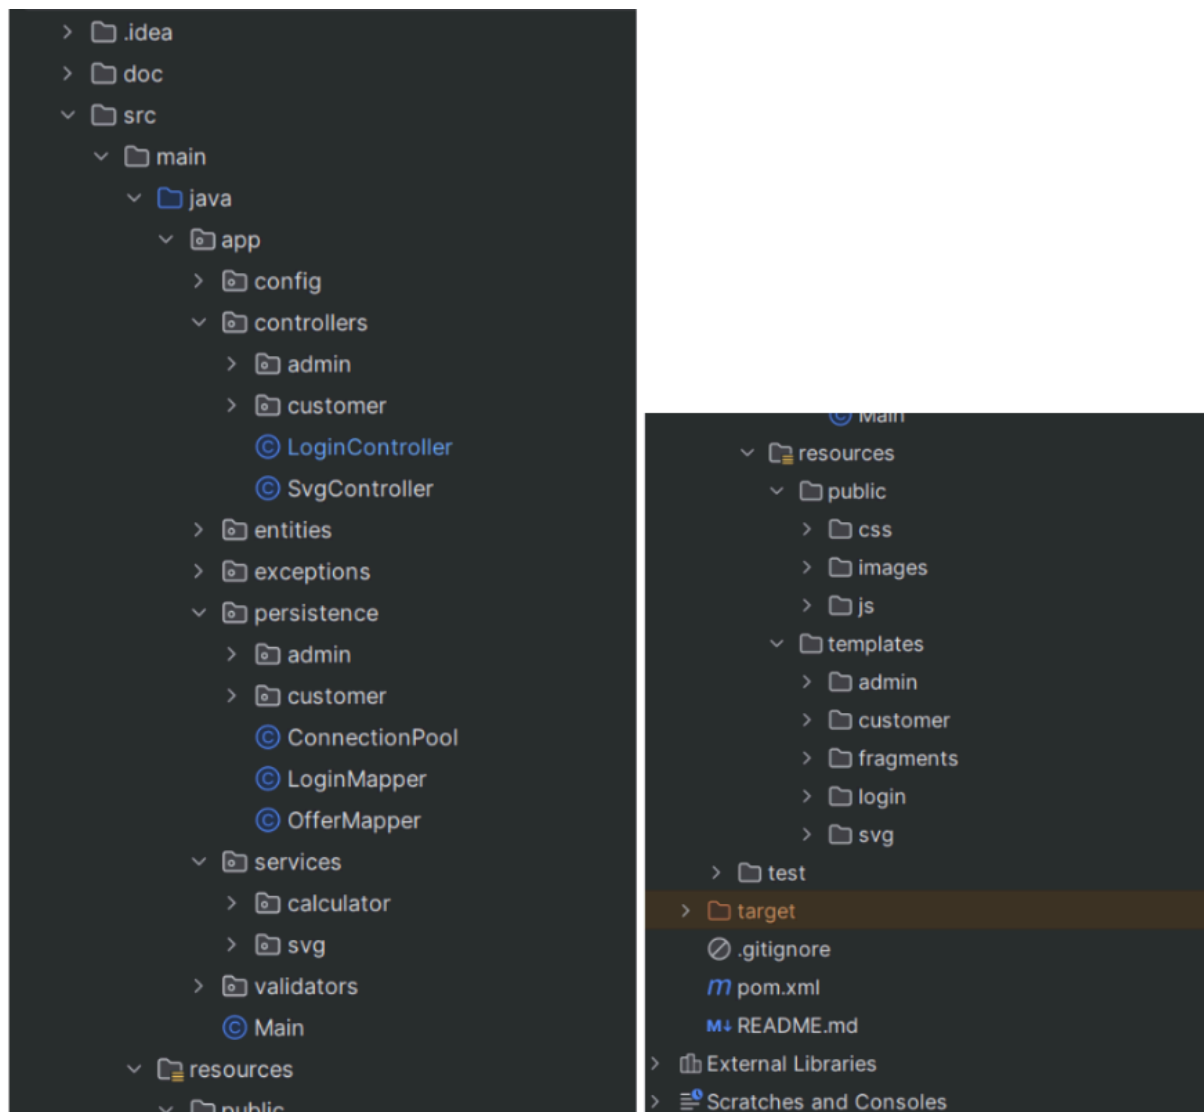 .idea
doc
src
main
java
app
config
controllers
admin
customer
LoginController
SvgController
entities
exceptions
persistence
admin
customer
ConnectionPool
LoginMapper
OfferMapper
services
calculator
svg
validators
Main
resources
public
Main
resources
public
css
images
js
templates
admin
customer
fragments
login
svg
test
target
.gitignore
pom.xml
README.md
External Libraries
Scratches and Consoles